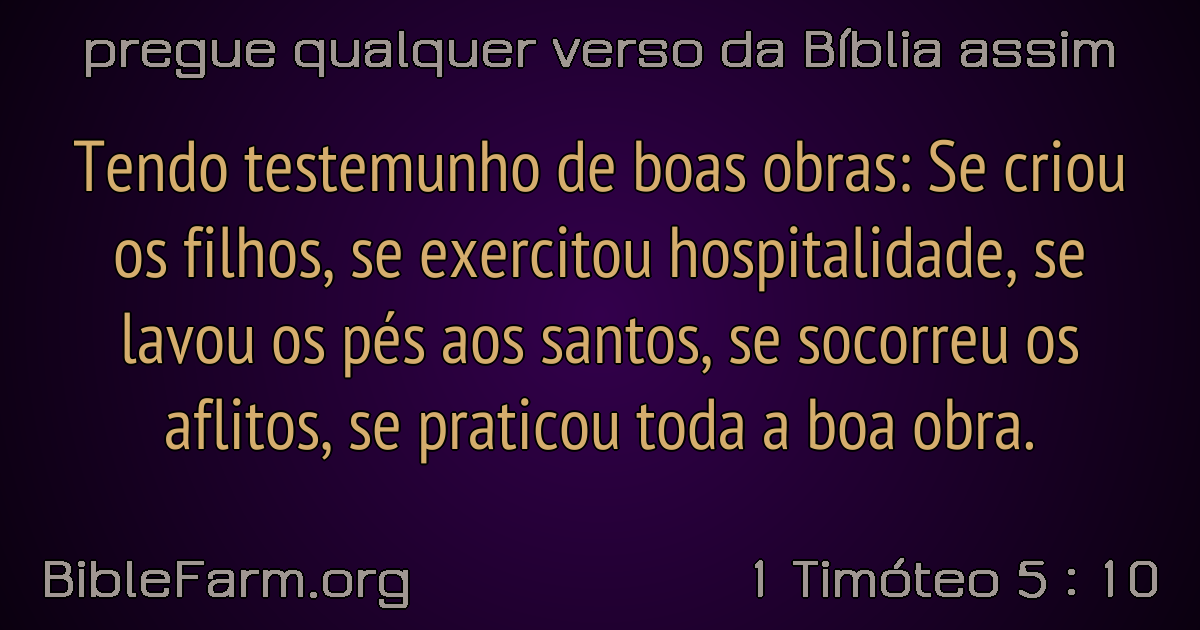 pregue qualquer verso da Bíblia assim
Tendo testemunho de boas obras: Se criou
os filhos, se exercitou hospitalidade, se
lavou os pés aos santos, se socorreu os
aflitos, se praticou toda a boa obra.
BibleFarm.org
1 Timóteo 5 : 10